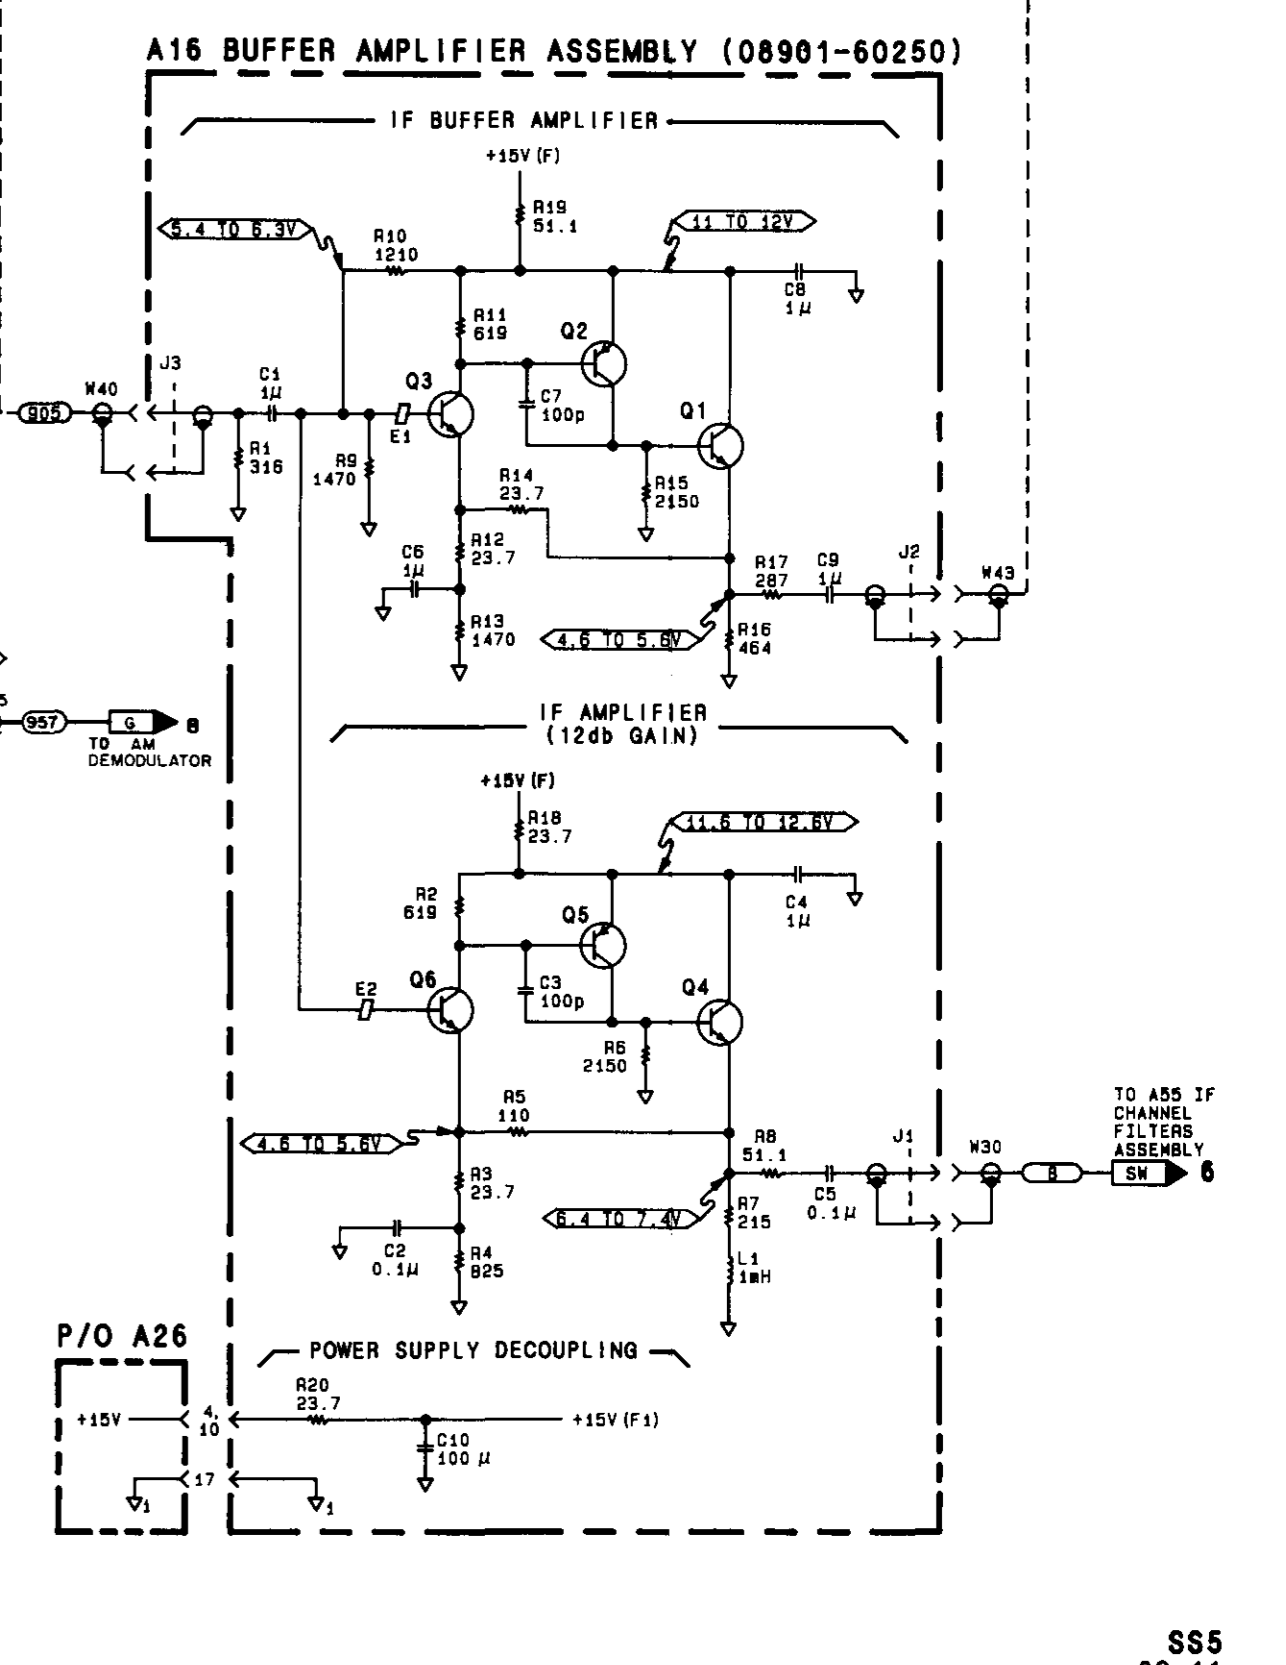 A16 BUFFER AMPLIFIER ASSEMBLY (08901-60250)
IF BUFFER AMPLIFIER
+15V(F)
R19
51.1
5.4 TO 6.3V
11 TO 12V
R10
1210
C8
1µ
R11
619
Q2
J3
W40
C1
1µ
Q3
C7
100p
Q1
905
E1
R1
316
R9
1470
R14
23.7
R15
2150
R12
23.7
C6
1µ
R17
287
C9
1µ
J2
W43
R13
1470
4.6 TO 5.6V
R16
464
957
G
8
TO AM
DEMODULATOR
IF AMPLIFIER
(12db GAIN)
+15V(F)
R18
23.7
11.6 TO 12.6V
R2
619
C4
1µ
Q5
Q6
E2
C3
100p
Q4
R6
2150
R5
110
4.6 TO 5.6V
R8
51.1
J1
W30
TO A55 IF
CHANNEL
FILTERS
ASSEMBLY
B
SW
6
R3
23.7
C5
0.1µ
6.4 TO 7.4V
R7
215
C2
0.1µ
R4
825
L1
1mH
P/O A26
POWER SUPPLY DECOUPLING
R20
23.7
+15V
4,
10
+15V(F1)
C10
100 µ
17
1
1
SS5